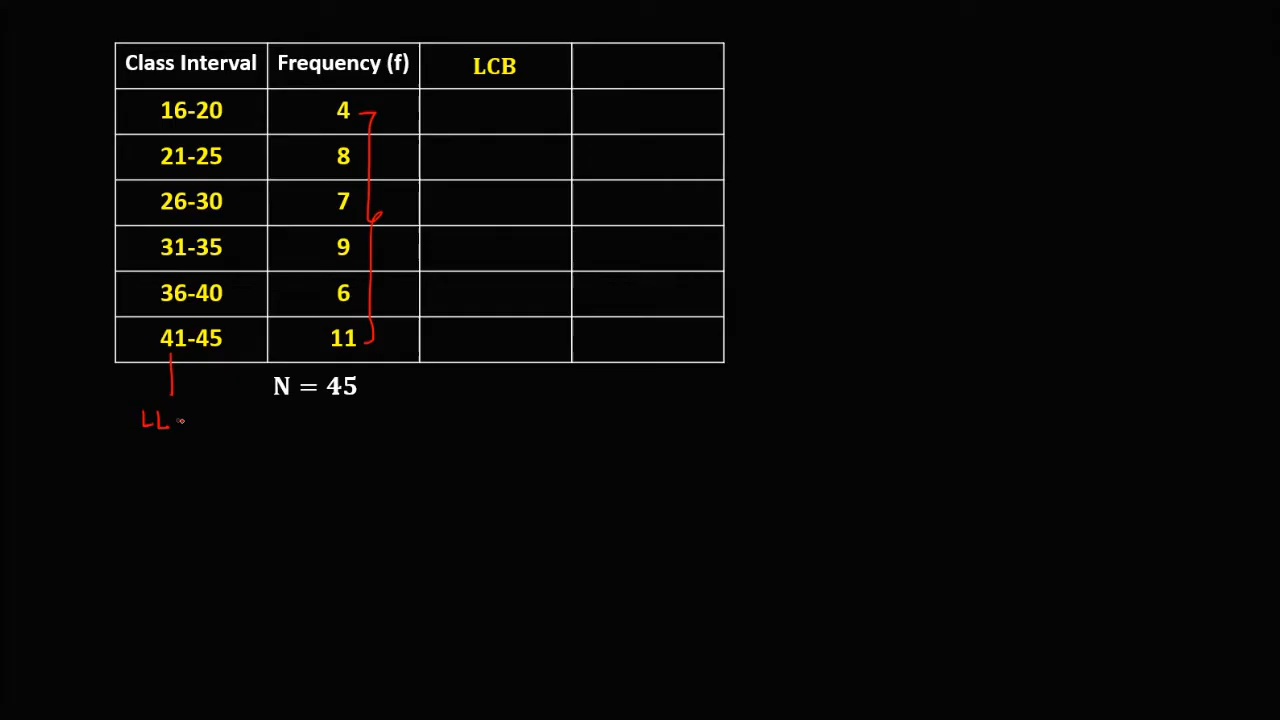 Class Interval Frequency (f) LCB
16-20 4
21-25 8
26-30 7
31-35 9
36-40 6
41-45 11
N = 45
LL